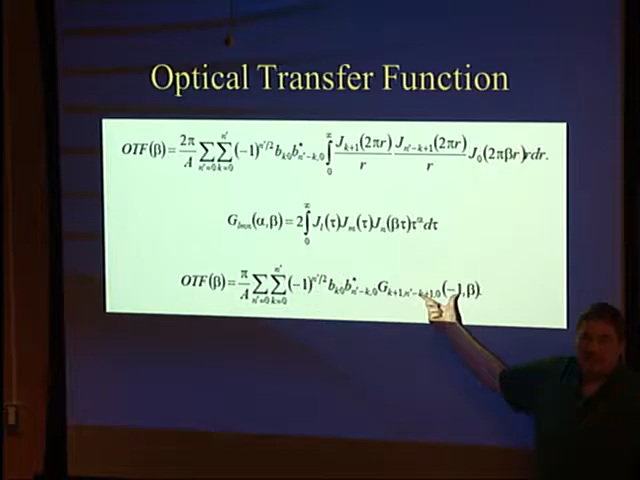 Optical Transfer Function
OTF(β) = 2π/A ∑_{n'=0}^{∞} ∑_{k=0}^{n'} (−1)^{n'/2} b_{k0} b*_{n'−k,0} ∫_0^∞ J_{k+1}(2πr)/r J_{n'−k+1}(2πr)/r J_0(2πβr) r dr.
G_{lmn}(α,β) = 2 ∫_0^∞ J_l(τ) J_m(τ) J_n(βτ) τ^α dτ
OTF(β) = π/A ∑_{n'=0} ∑_{k=0}^{n'} (−1)^{n'/2} b_{k0} b*_{n'−k,0} G_{k+1,n'−k+1,0}(−1,β).